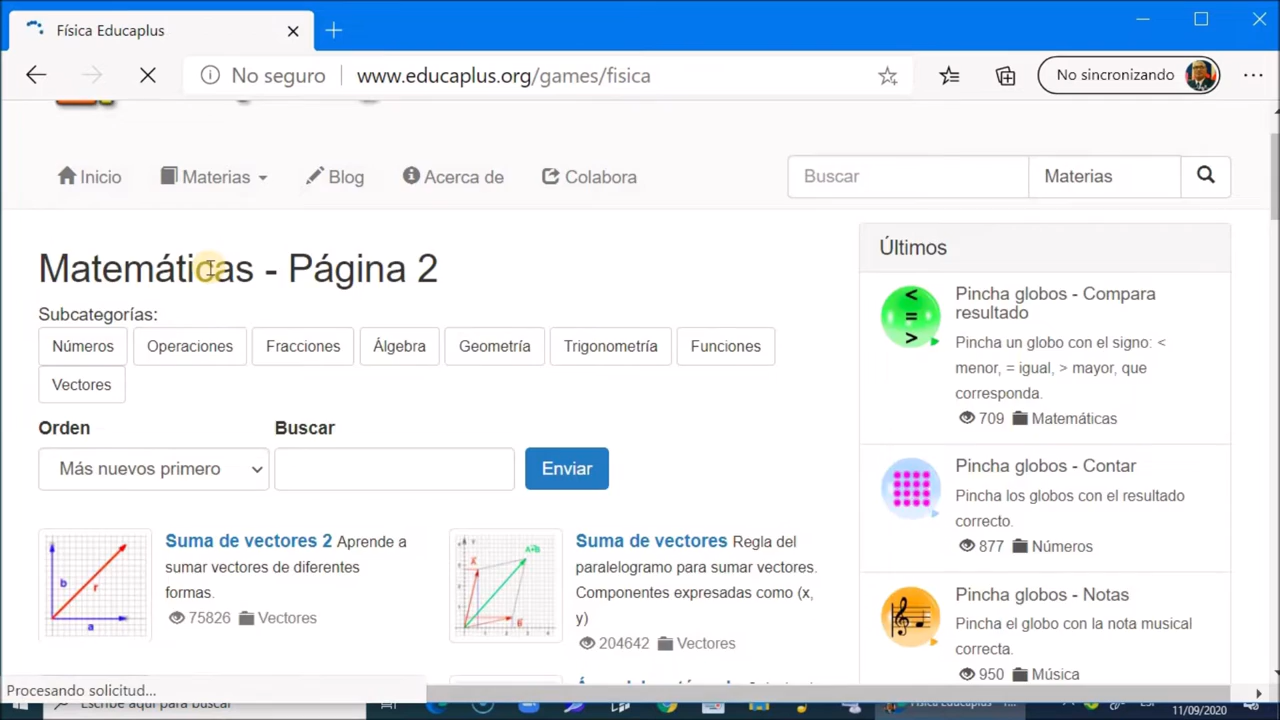 Física Educaplus
No seguro
www.educaplus.org/games/fisica
No sincronizando
Inicio
Materias
Blog
Acerca de
Colabora
Buscar
Materias
Matemáticas - Página 2
Subcategorías:
Números
Operaciones
Fracciones
Álgebra
Geometría
Trigonometría
Funciones
Vectores
Orden
Buscar
Más nuevos primero
Enviar
Suma de vectores 2 Aprende a
sumar vectores de diferentes
formas.
75826 Vectores
b
r
a
Suma de vectores Regla del
paralelogramo para sumar vectores.
Componentes expresadas como (x,
y)
204642 Vectores
A+B
Últimos
<
=
>
Pincha globos - Compara
resultado
Pincha un globo con el signo: <
menor, = igual, > mayor, que
corresponda.
709 Matemáticas
Pincha globos - Contar
Pincha los globos con el resultado
correcto.
877 Números
Pincha globos - Notas
Pincha el globo con la nota musical
correcta.
950 Música
Procesando solicitud...
Escribe aquí para buscar
Física Educaplus
11/09/2020